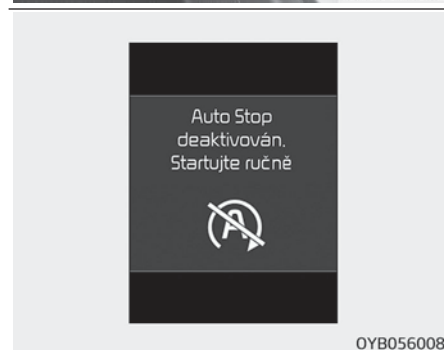 Auto Stop
deaktivován,
Startujte ručně
A
OYB056008